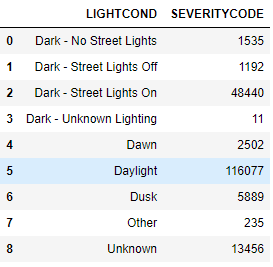 LIGHTCOND SEVERITYCODE
0 Dark - No Street Lights 1535
1 Dark - Street Lights Off 1192
2 Dark - Street Lights On 48440
3 Dark - Unknown Lighting 11
4 Dawn 2502
5 Daylight 116077
6 Dusk 5889
7 Other 235
8 Unknown 13456